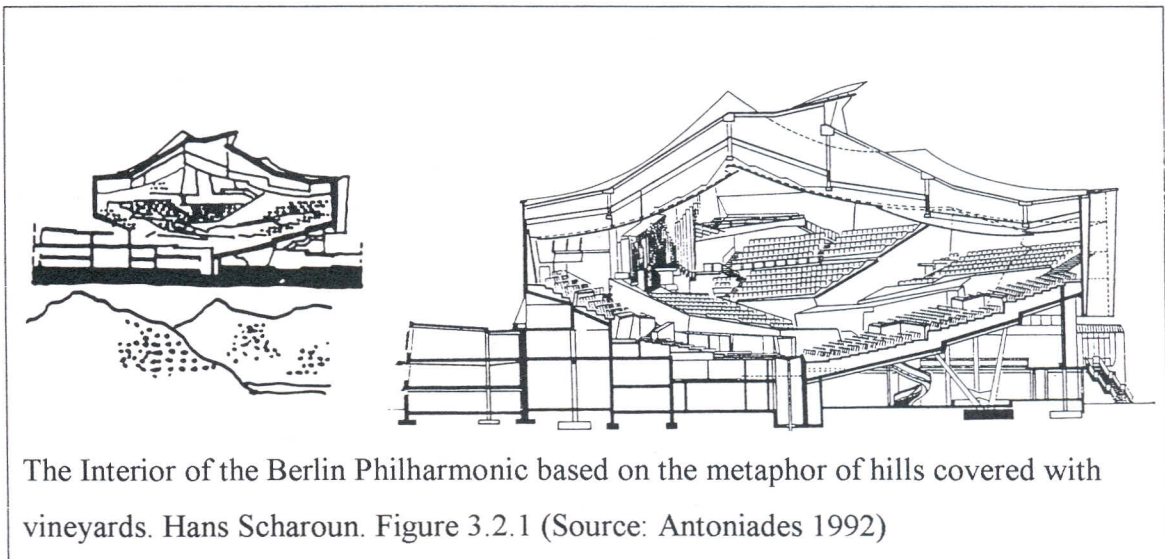 The Interior of the Berlin Philharmonic based on the metaphor of hills covered with
vineyards. Hans Scharoun. Figure 3.2.1 (Source: Antoniades 1992)